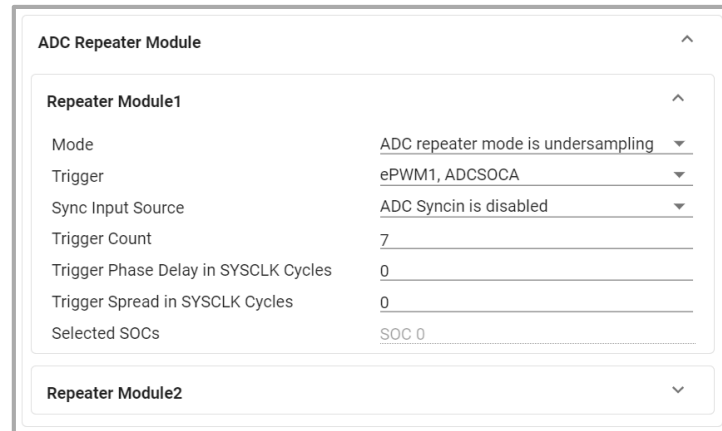 ADC Repeater Module
Repeater Module1
Mode ADC repeater mode is undersampling
Trigger ePWM1, ADCSOCA
Sync Input Source ADC Syncin is disabled
Trigger Count 7
Trigger Phase Delay in SYSCLK Cycles 0
Trigger Spread in SYSCLK Cycles 0
Selected SOCs SOC 0
Repeater Module2